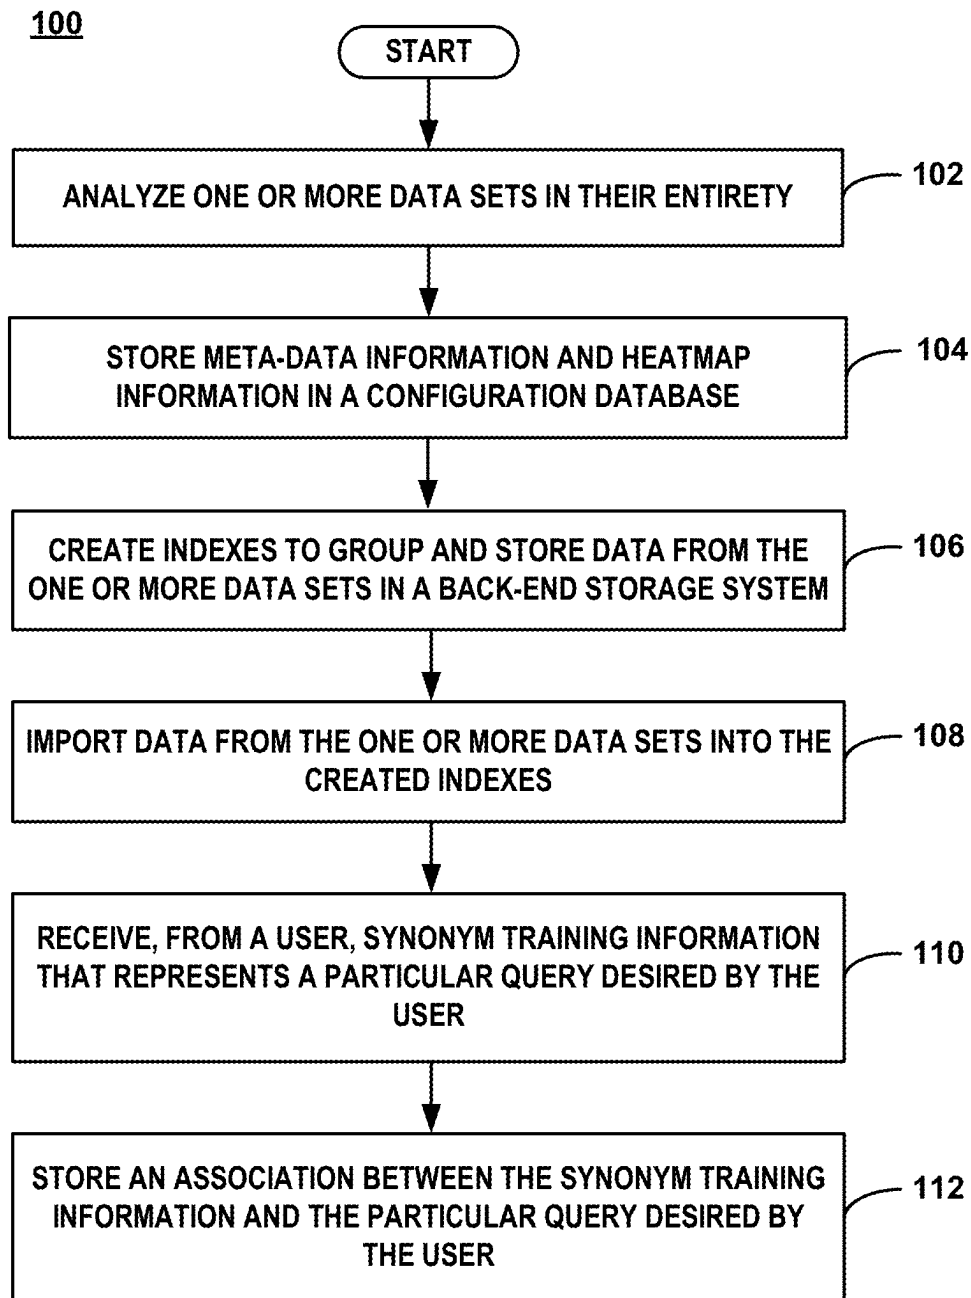 100
START
ANALYZE ONE OR MORE DATA SETS IN THEIR ENTIRETY
102
STORE META-DATA INFORMATION AND HEATMAP
INFORMATION IN A CONFIGURATION DATABASE
104
CREATE INDEXES TO GROUP AND STORE DATA FROM THE
ONE OR MORE DATA SETS IN A BACK-END STORAGE SYSTEM
106
IMPORT DATA FROM THE ONE OR MORE DATA SETS INTO THE
CREATED INDEXES
108
RECEIVE, FROM A USER, SYNONYM TRAINING INFORMATION
THAT REPRESENTS A PARTICULAR QUERY DESIRED BY THE
USER
110
STORE AN ASSOCIATION BETWEEN THE SYNONYM TRAINING
INFORMATION AND THE PARTICULAR QUERY DESIRED BY
THE USER
112